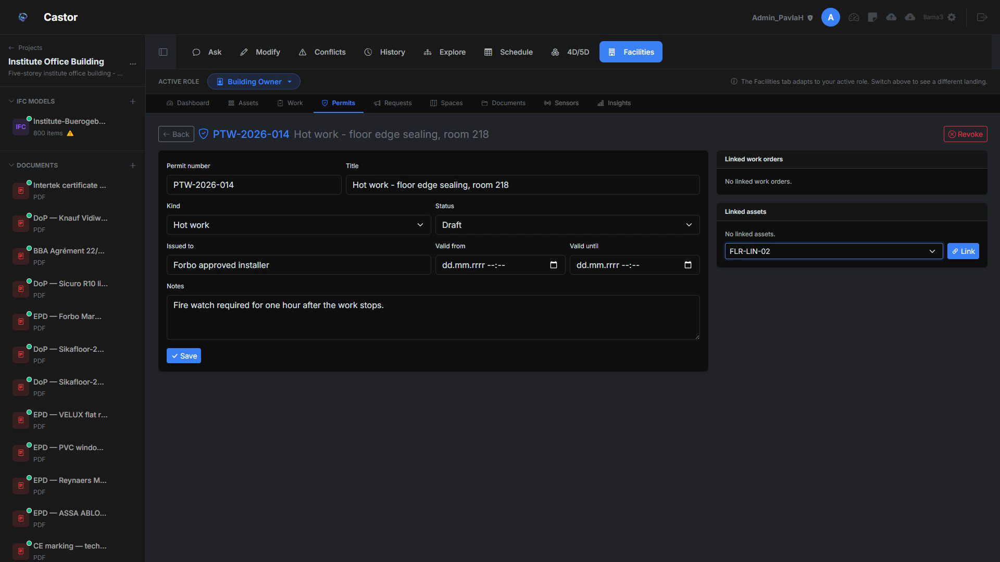 Castor
Admin_PavlaH
A
llama3
Projects
Institute Office Building
Five-storey institute office building - ...
IFC MODELS
IFC
Institute-Buerogeb...
800 items
DOCUMENTS
Intertek certificate ...
PDF
DoP — Knauf Vidiw...
PDF
BBA Agrément 22/...
PDF
DoP — Sicuro R10 li...
PDF
EPD — Forbo Mar...
PDF
DoP — Sikafloor-2...
PDF
DoP — Sikafloor-2...
PDF
EPD — VELUX flat r...
PDF
EPD — PVC windo...
PDF
EPD — Reynaers M...
PDF
EPD — ASSA ABLO...
PDF
CE marking — tech...
PDF
Ask
Modify
Conflicts
History
Explore
Schedule
4D/5D
Facilities
ACTIVE ROLE
Building Owner
The Facilities tab adapts to your active role. Switch above to see a different landing.
Dashboard
Assets
Work
Permits
Requests
Spaces
Documents
Sensors
Insights
Back
PTW-2026-014 Hot work - floor edge sealing, room 218
Revoke
Permit number
PTW-2026-014
Title
Hot work - floor edge sealing, room 218
Kind
Hot work
Status
Draft
Issued to
Forbo approved installer
Valid from
dd.mm.rrrr --:--
Valid until
dd.mm.rrrr --:--
Notes
Fire watch required for one hour after the work stops.
Save
Linked work orders
No linked work orders.
Linked assets
No linked assets.
FLR-LIN-02
Link